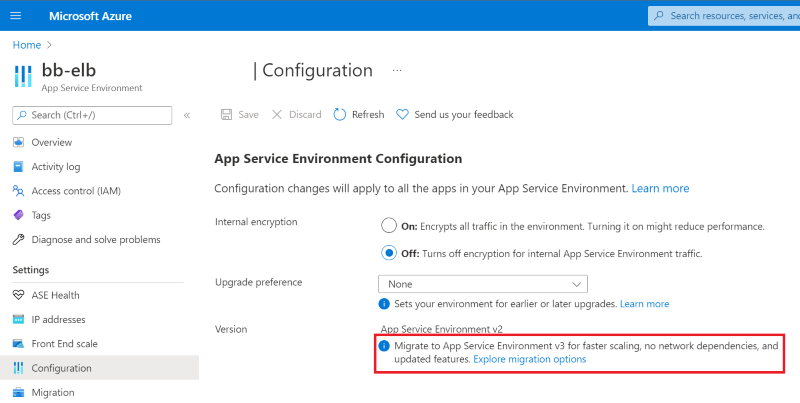 Microsoft Azure
Search resources, services, and
Home
bb-elb | Configuration ...
App Service Environment
Search (Ctrl+/)
«
Overview
Activity log
Access control (IAM)
Tags
Diagnose and solve problems
Settings
ASE Health
IP addresses
Front End scale
Configuration
Migration
Save Discard Refresh Send us your feedback
App Service Environment Configuration
Configuration changes will apply to all the apps in your App Service Environment. Learn more
Internal encryption
On: Encrypts all traffic in the environment. Turning it on might reduce performance.
Off: Turns off encryption for internal App Service Environment traffic.
Upgrade preference
None
Sets your environment for earlier or later upgrades. Learn more
Version
App Service Environment v2
Migrate to App Service Environment v3 for faster scaling, no network dependencies, and
updated features. Explore migration options